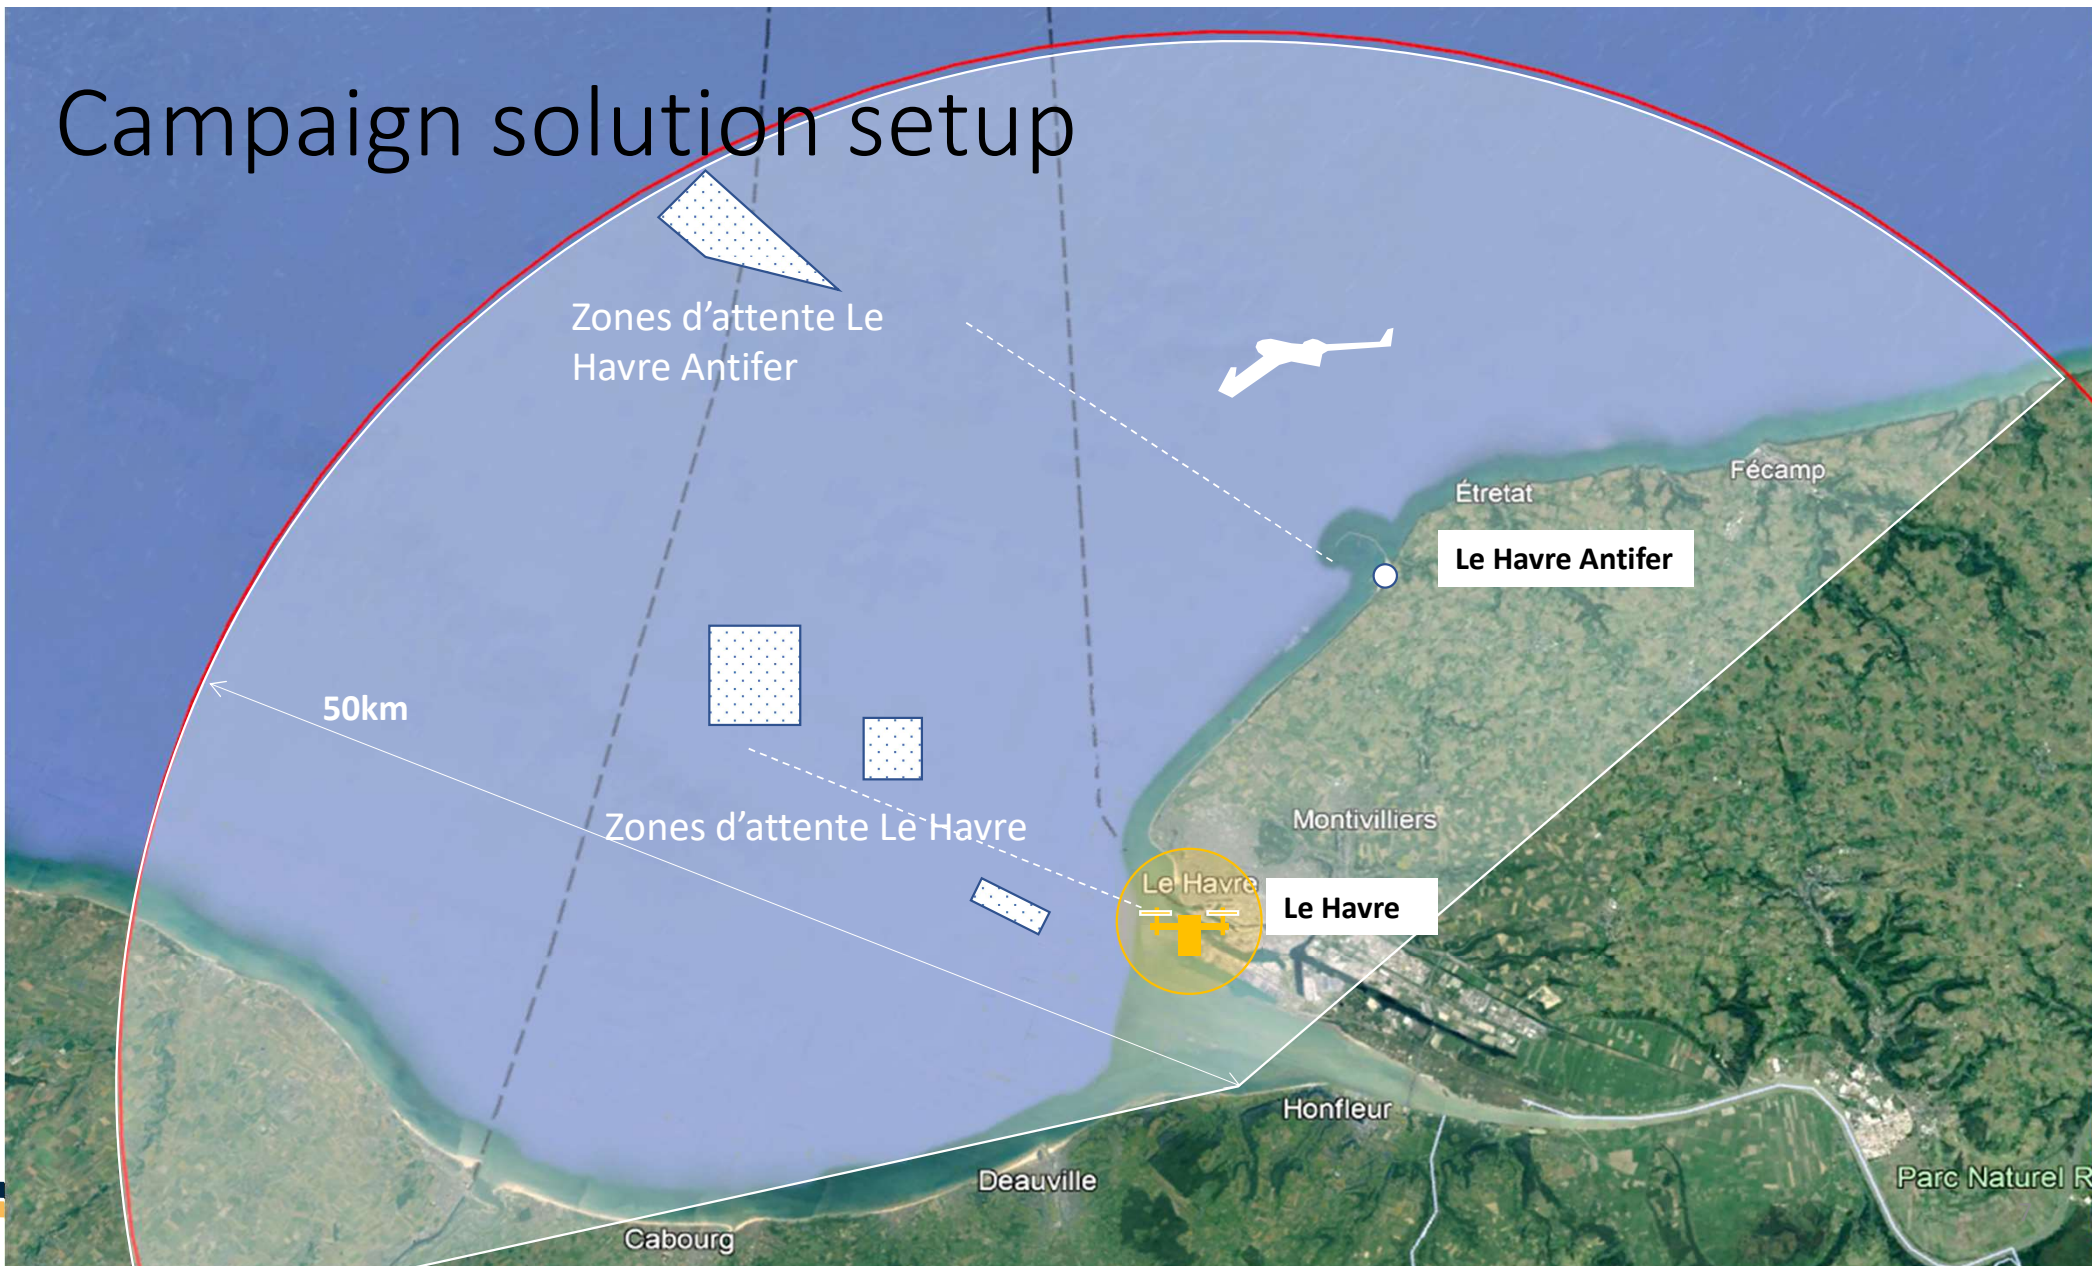 Campaign solution setup
Zones d’attente Le
Havre Antifer
Fécamp
Étretat
Le Havre Antifer
50km
Zones d’attente Le Havre
Montivilliers
Le Havre
Le Havre
Honfleur
Deauville
Parc Naturel R
Cabourg